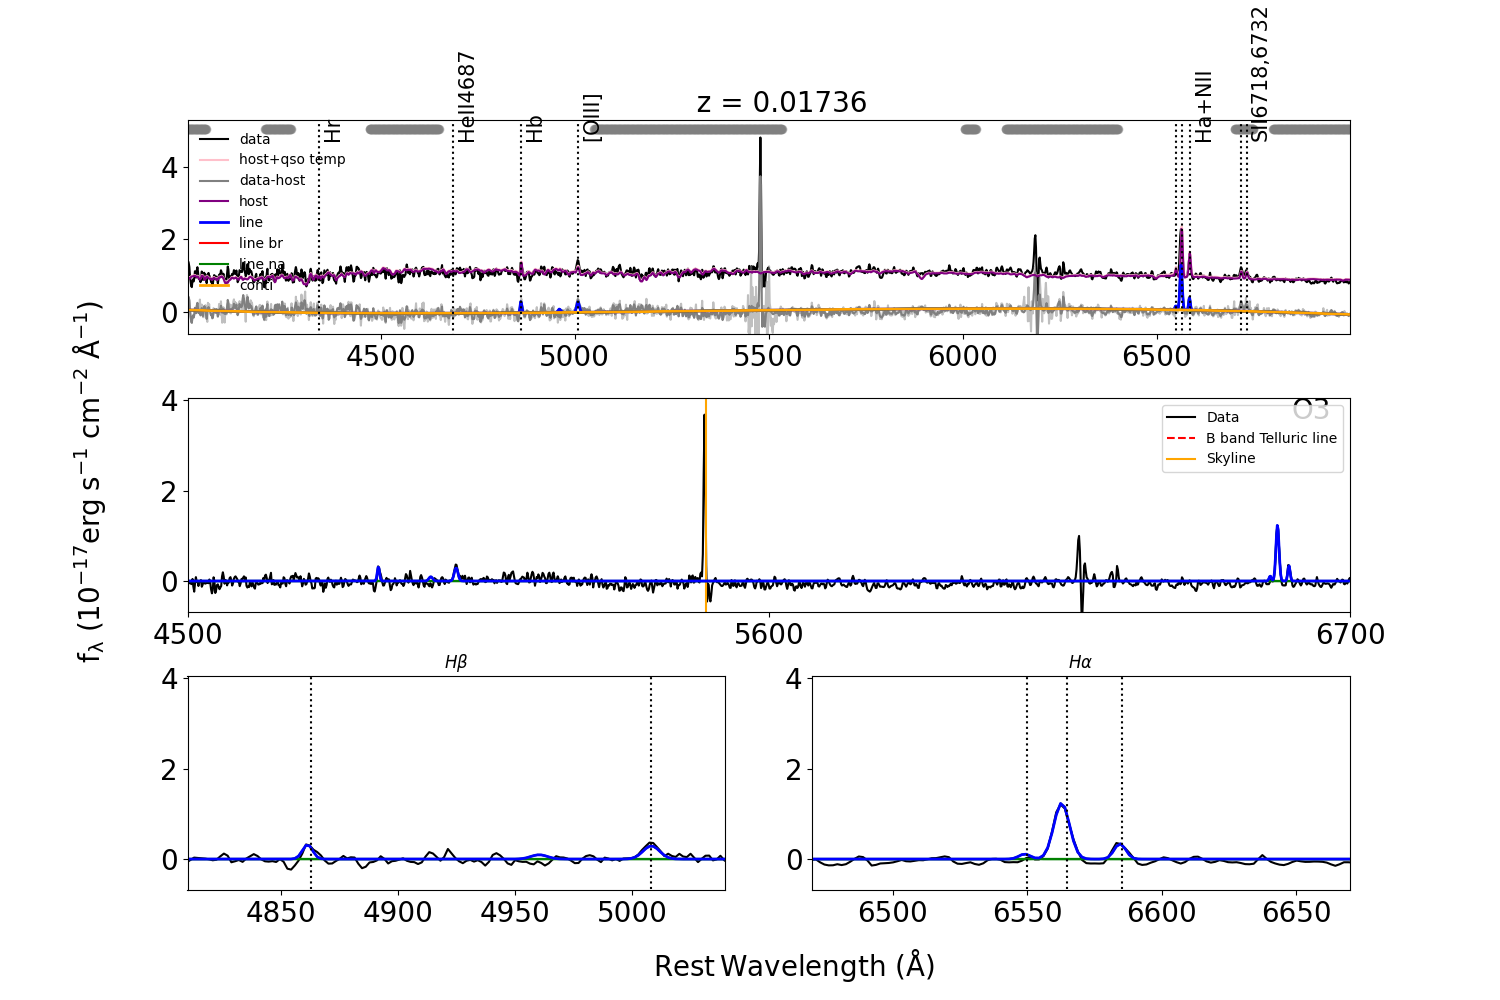 z = 0.01736
Hr
HeII4687
Hb
[OIII]
Ha+NII
SII6718,6732
data
host+qso temp
data-host
host
line
line br
line na
conti
4
2
0
4500
5000
5500
6000
6500
fλ (10⁻¹⁷erg s⁻¹ cm⁻² Å⁻¹)
O3
Data
B band Telluric line
Skyline
4
2
0
4500
5600
6700
Hβ
4
2
0
4850
4900
4950
5000
Hα
4
2
0
6500
6550
6600
6650
Rest Wavelength (Å)